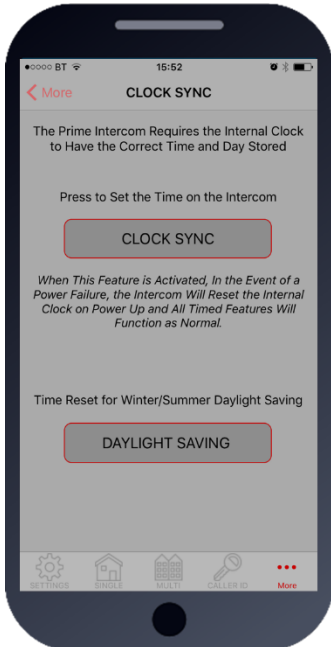 BT 15:52
More CLOCK SYNC
The Prime Intercom Requires the Internal Clock
to Have the Correct Time and Day Stored
Press to Set the Time on the Intercom
CLOCK SYNC
When This Feature is Activated, In the Event of a
Power Failure, the Intercom Will Reset the Internal
Clock on Power Up and All Timed Features Will
Function as Normal.
Time Reset for Winter/Summer Daylight Saving
DAYLIGHT SAVING
SETTINGS SINGLE MULTI CALLER ID More